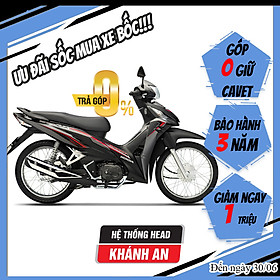 ƯU ĐÃI SỐC MUA XE BỐC!!!
TRẢ GÓP
0%
GÓP
0 GIỮ
CAVET
BẢO HÀNH
3 NĂM
GIẢM NGAY
1 TRIỆU
HỆ THỐNG HEAD
KHÁNH AN
Đến ngày 30/06